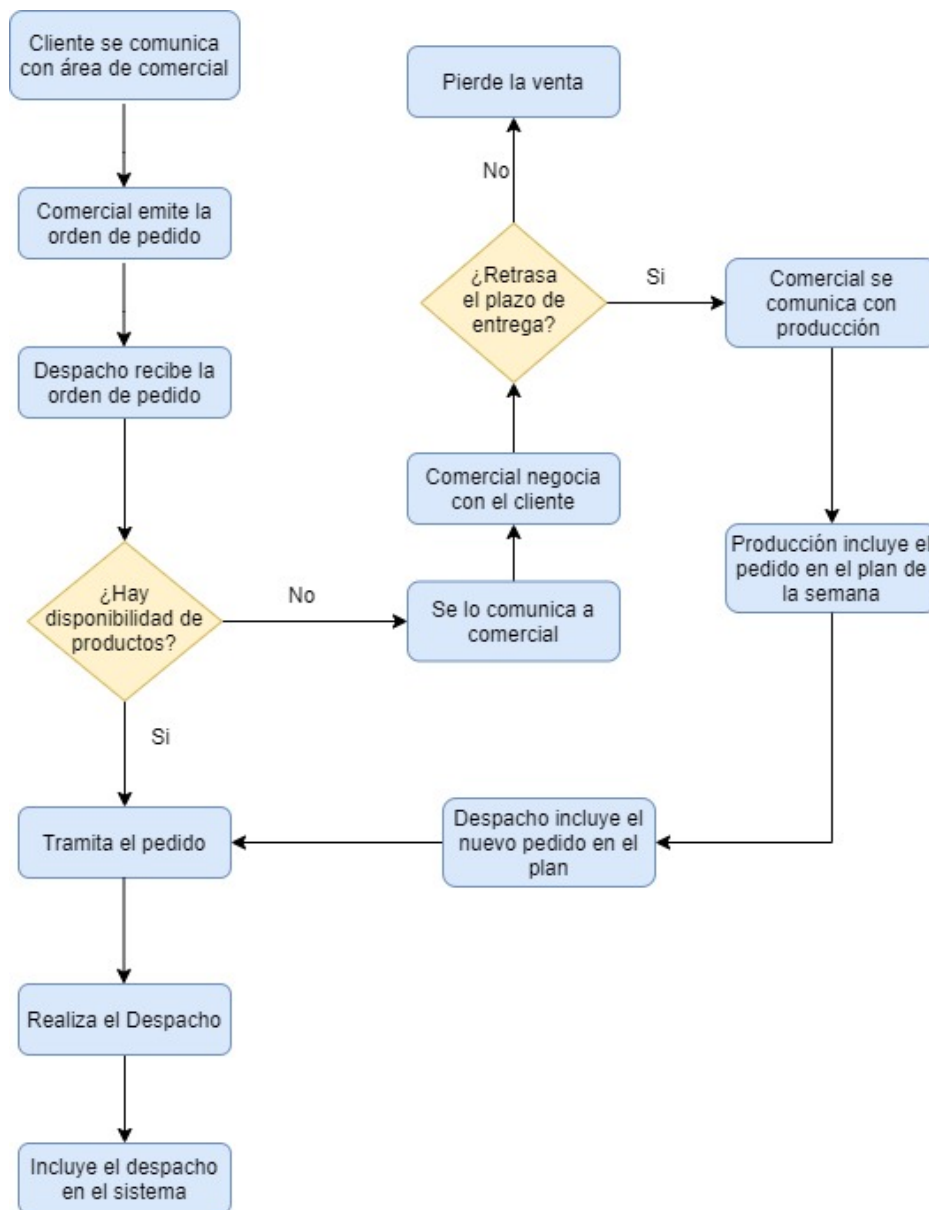 Cliente se comunica
con área de comercial
Comercial emite la
orden de pedido
Despacho recibe la
orden de pedido
¿Hay
disponibilidad de
productos?
No
Se lo comunica a
comercial
Comercial negocia
con el cliente
¿Retrasa
el plazo de
entrega?
No
Pierde la venta
Si
Comercial se
comunica con
producción
Producción incluye el
pedido en el plan de
la semana
Despacho incluye el
nuevo pedido en el
plan
Si
Tramita el pedido
Realiza el Despacho
Incluye el despacho
en el sistema